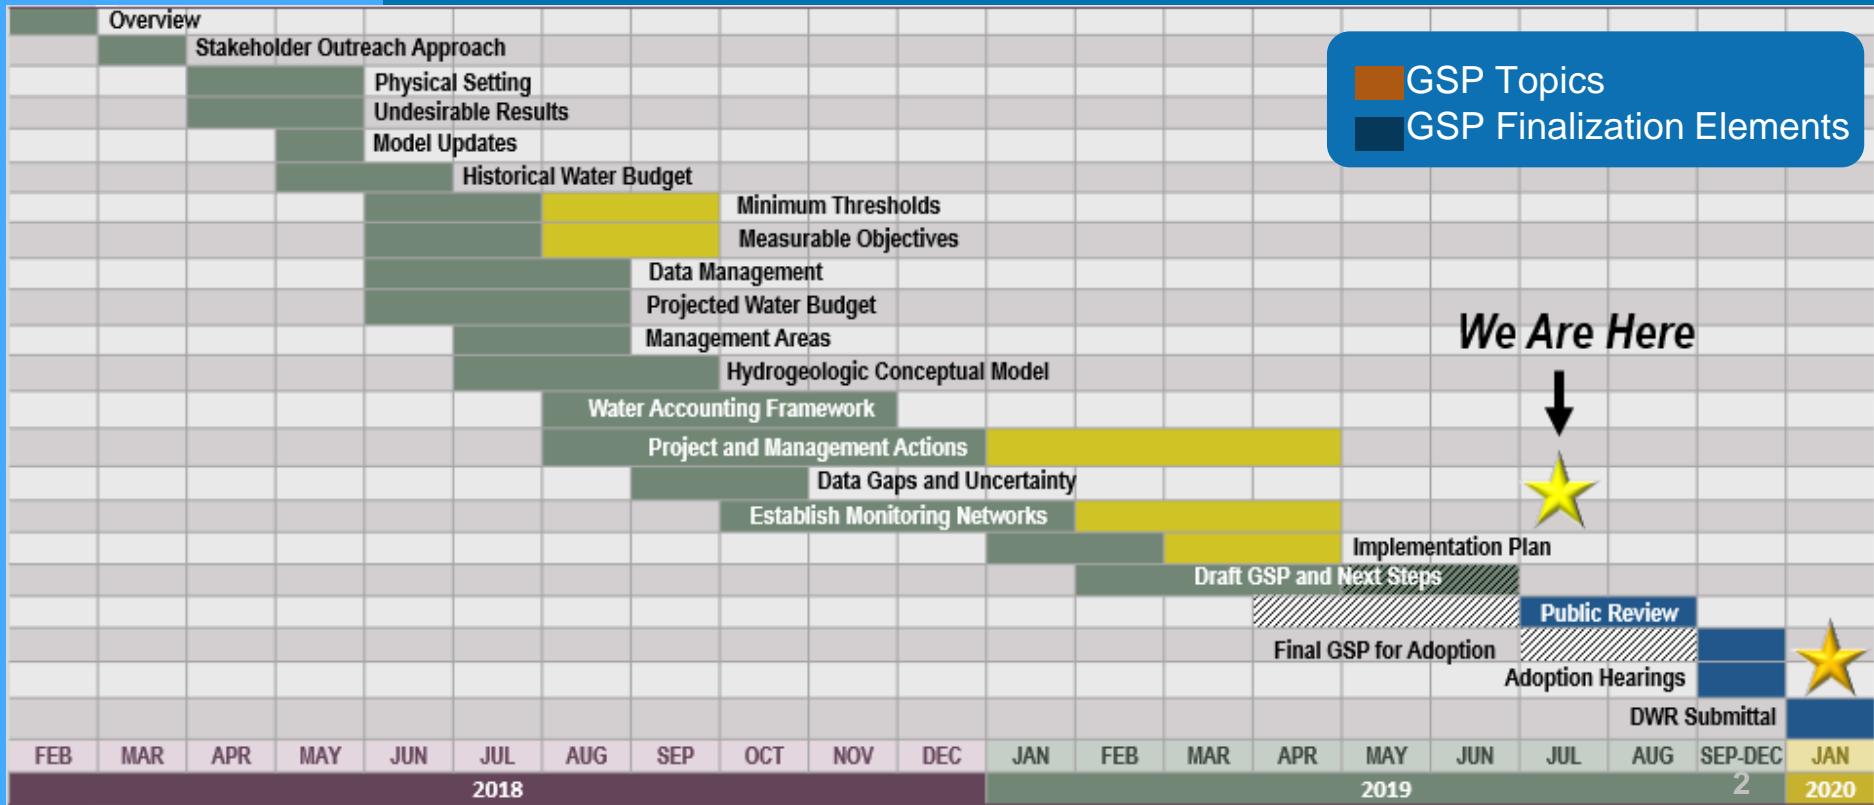 Overview
Stakeholder Outreach Approach
Physical Setting
GSP Topics
Undesirable Results
GSP Finalization Elements
Model Updates
Historical Water Budget
Minimum Thresholds
Measurable Objectives
Data Management
Projected Water Budget
We Are Here
Management Areas
Hydrogeologic Conceptual Model
Water Accounting Framework
Project and Management Actions
Data Gaps and Uncertainty
Establish Monitoring Networks
Implementation Plan
Draft GSP and Next Steps
Public Review
Final GSP for Adoption
Adoption Hearings
DWR Submittal
FEB MAR APR MAY JUN JUL AUG SEP OCT NOV DEC JAN FEB MAR APR MAY JUN JUL AUG SEP-DEC JAN
2018 2019 2 2020